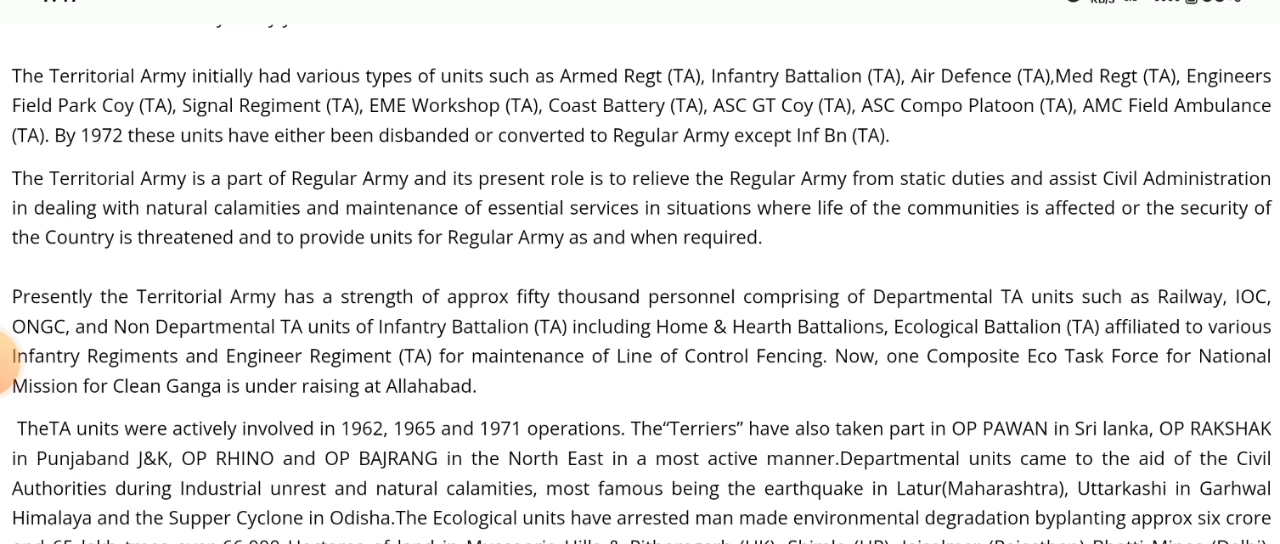 The Territorial Army initially had various types of units such as Armed Regt (TA), Infantry Battalion (TA), Air Defence (TA),Med Regt (TA), Engineers
Field Park Coy (TA), Signal Regiment (TA), EME Workshop (TA), Coast Battery (TA), ASC GT Coy (TA), ASC Compo Platoon (TA), AMC Field Ambulance
(TA). By 1972 these units have either been disbanded or converted to Regular Army except Inf Bn (TA).
The Territorial Army is a part of Regular Army and its present role is to relieve the Regular Army from static duties and assist Civil Administration
in dealing with natural calamities and maintenance of essential services in situations where life of the communities is affected or the security of
the Country is threatened and to provide units for Regular Army as and when required.
Presently the Territorial Army has a strength of approx fifty thousand personnel comprising of Departmental TA units such as Railway, IOC,
ONGC, and Non Departmental TA units of Infantry Battalion (TA) including Home & Hearth Battalions, Ecological Battalion (TA) affiliated to various
Infantry Regiments and Engineer Regiment (TA) for maintenance of Line of Control Fencing. Now, one Composite Eco Task Force for National
Mission for Clean Ganga is under raising at Allahabad.
TheTA units were actively involved in 1962, 1965 and 1971 operations. The“Terriers” have also taken part in OP PAWAN in Sri lanka, OP RAKSHAK
in Punjaband J&K, OP RHINO and OP BAJRANG in the North East in a most active manner.Departmental units came to the aid of the Civil
Authorities during Industrial unrest and natural calamities, most famous being the earthquake in Latur(Maharashtra), Uttarkashi in Garhwal
Himalaya and the Supper Cyclone in Odisha.The Ecological units have arrested man made environmental degradation byplanting approx six crore